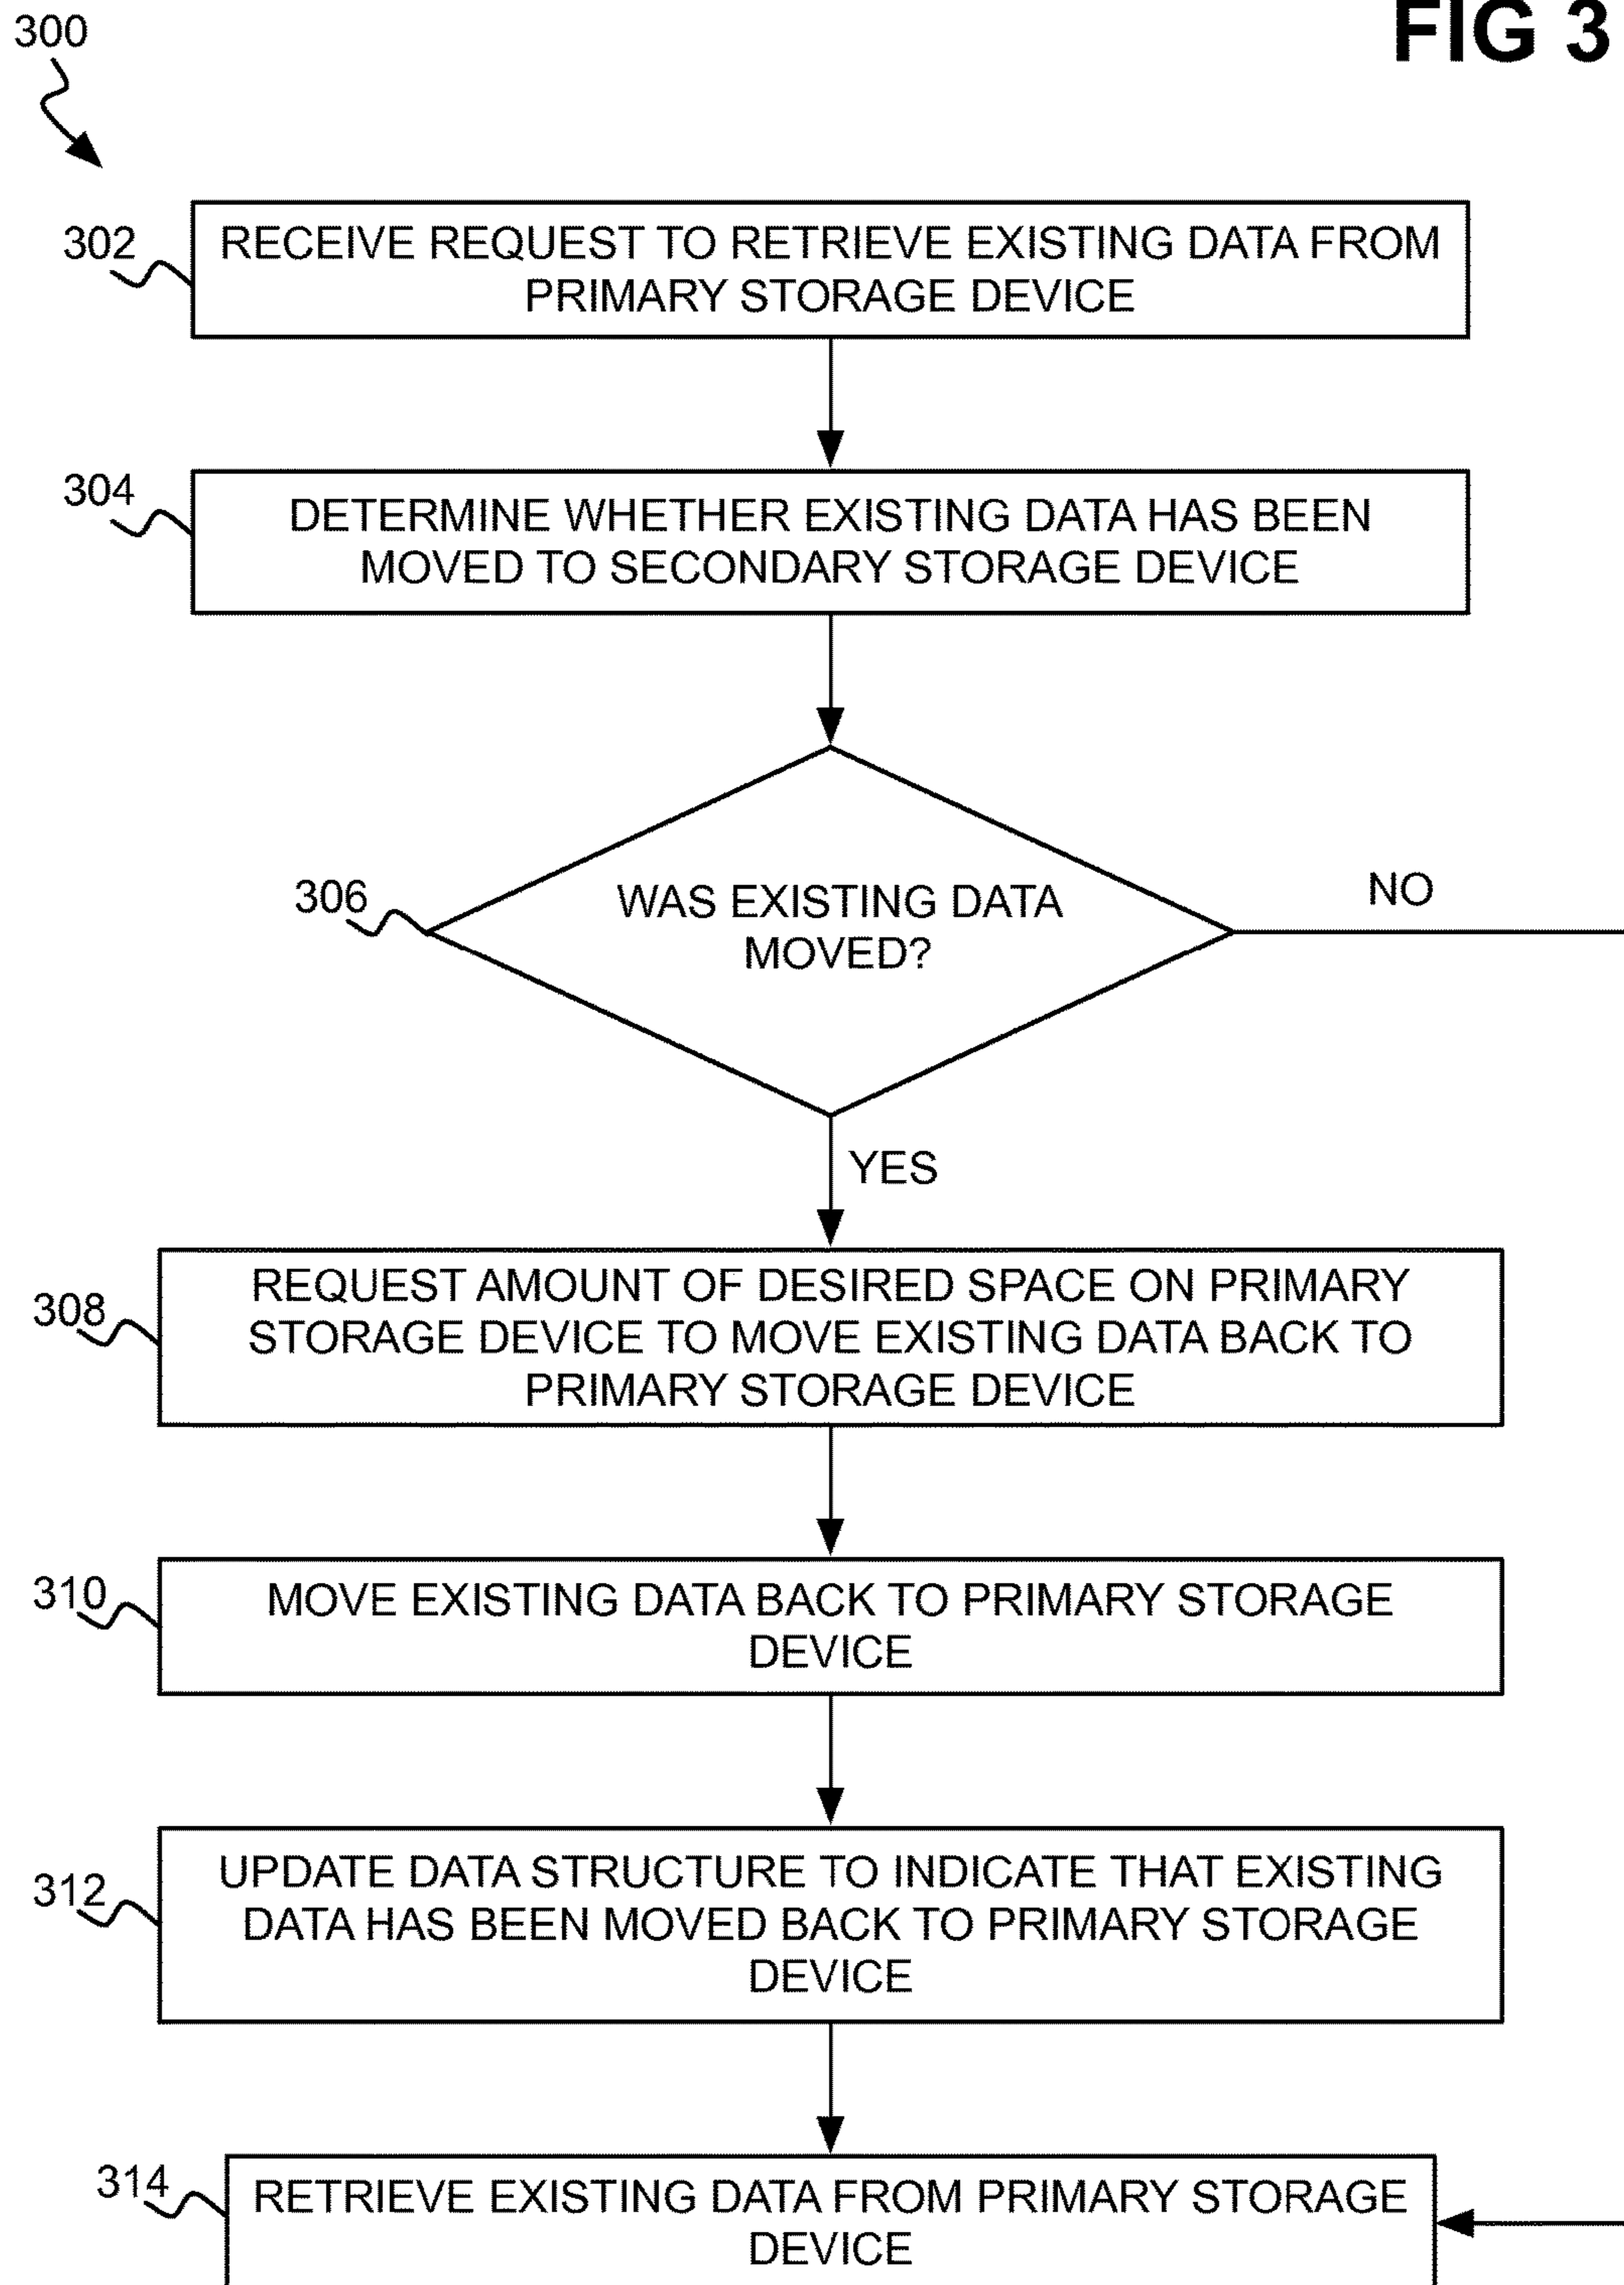 FIG 3
300
302
RECEIVE REQUEST TO RETRIEVE EXISTING DATA FROM
PRIMARY STORAGE DEVICE
304
DETERMINE WHETHER EXISTING DATA HAS BEEN
MOVED TO SECONDARY STORAGE DEVICE
306
WAS EXISTING DATA
MOVED?
NO
YES
308
REQUEST AMOUNT OF DESIRED SPACE ON PRIMARY
STORAGE DEVICE TO MOVE EXISTING DATA BACK TO
PRIMARY STORAGE DEVICE
310
MOVE EXISTING DATA BACK TO PRIMARY STORAGE
DEVICE
312
UPDATE DATA STRUCTURE TO INDICATE THAT EXISTING
DATA HAS BEEN MOVED BACK TO PRIMARY STORAGE
DEVICE
314
RETRIEVE EXISTING DATA FROM PRIMARY STORAGE
DEVICE